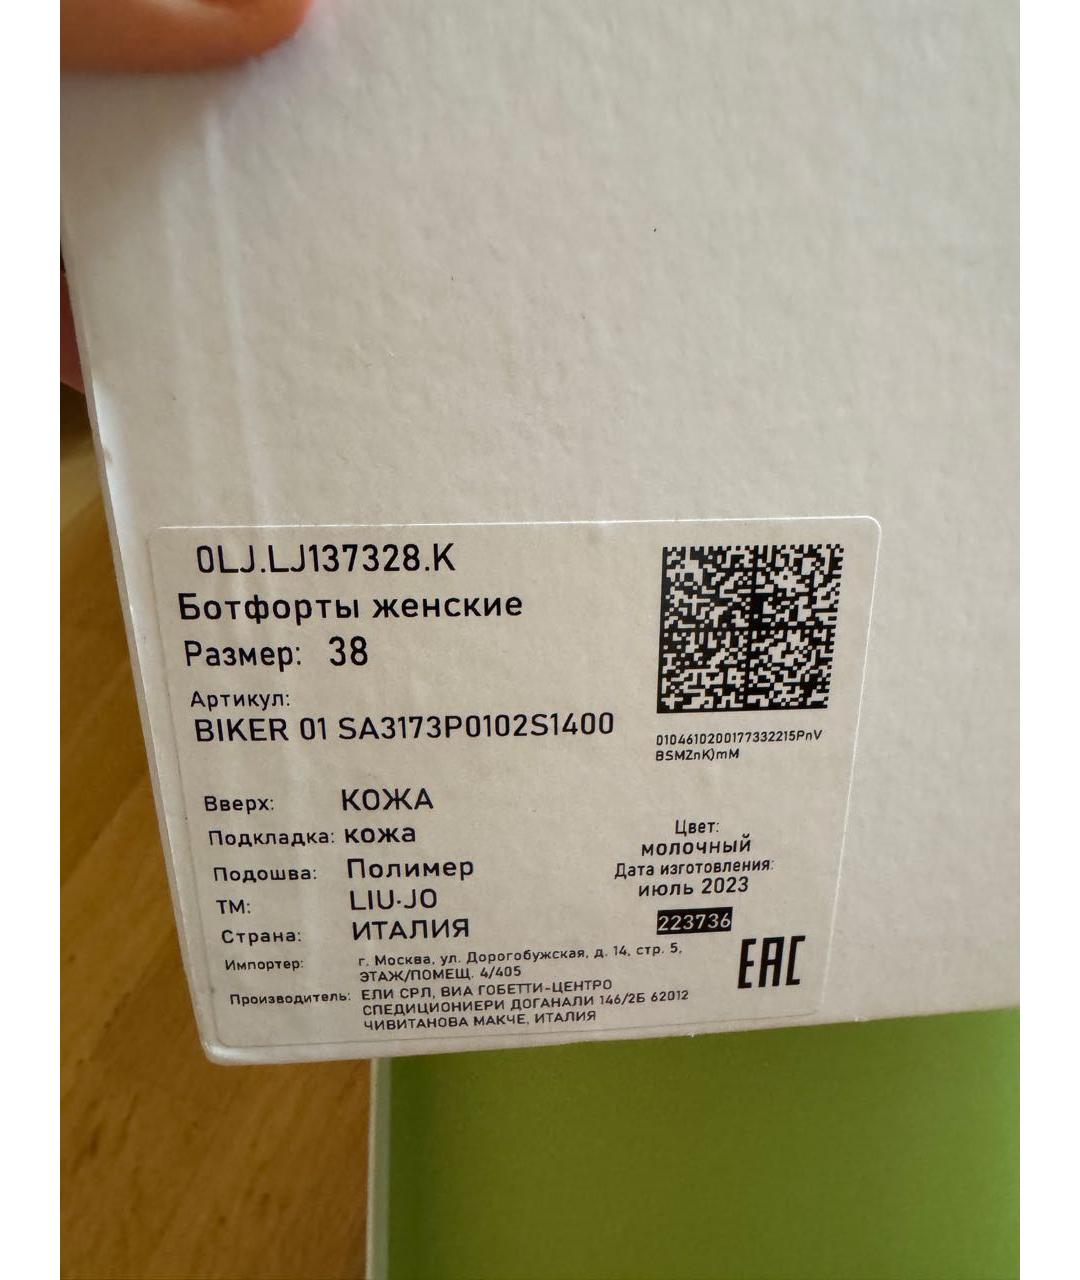 0LJ.LJ137328.K
Ботфорты женские
Размер: 38
Артикул:
BIKER 01 SA3173P0102S1400
0104610200177332215PnV
BSMZnK)mM
Вверх: КОЖА
Подкладка: кожа
Подошва: Полимер
ТМ: LIU·JO
Страна: ИТАЛИЯ
Цвет:
молочный
Дата изготовления:
июль 2023
223736
EAC
Импортер: г. Москва, ул. Дорогобужская, д. 14, стр. 5,
ЭТАЖ/ПОМЕЩ. 4/405
Производитель: ЕЛИ СРЛ, ВИА ГОБЕТТИ-ЦЕНТРО
СПЕДИЦИОНИЕРИ ДОГАНАЛИ 146/2Б 62012
ЧИВИТАНОВА МАКЧЕ, ИТАЛИЯ